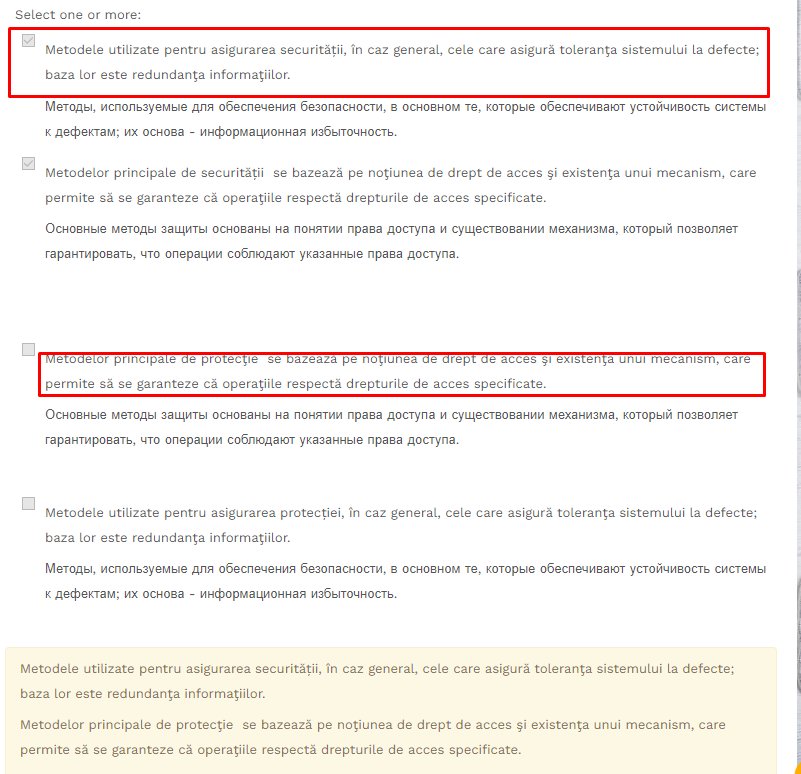 Select one or more:
Metodele utilizate pentru asigurarea securității, în caz general, cele care asigură toleranţa sistemului la defecte;
baza lor este redundanţa informaţiilor.
Методы, используемые для обеспечения безопасности, в основном те, которые обеспечивают устойчивость системы
к дефектам; их основа - информационная избыточность.
Metodelor principale de securității se bazează pe noţiunea de drept de acces şi existenţa unui mecanism, care
permite să se garanteze că operaţiile respectă drepturile de acces specificate.
Основные методы защиты основаны на понятии права доступа и существовании механизма, который позволяет
гарантировать, что операции соблюдают указанные права доступа.
Metodelor principale de protecţie se bazează pe noţiunea de drept de acces şi existenţa unui mecanism, care
permite să se garanteze că operaţiile respectă drepturile de acces specificate.
Основные методы защиты основаны на понятии права доступа и существовании механизма, который позволяет
гарантировать, что операции соблюдают указанные права доступа.
Metodele utilizate pentru asigurarea protecției, în caz general, cele care asigură toleranţa sistemului la defecte;
baza lor este redundanţa informaţiilor.
Методы, используемые для обеспечения безопасности, в основном те, которые обеспечивают устойчивость системы
к дефектам; их основа - информационная избыточность.
Metodele utilizate pentru asigurarea securității, în caz general, cele care asigură toleranţa sistemului la defecte;
baza lor este redundanţa informaţiilor.
Metodelor principale de protecţie se bazează pe noţiunea de drept de acces şi existenţa unui mecanism, care
permite să se garanteze că operaţiile respectă drepturile de acces specificate.